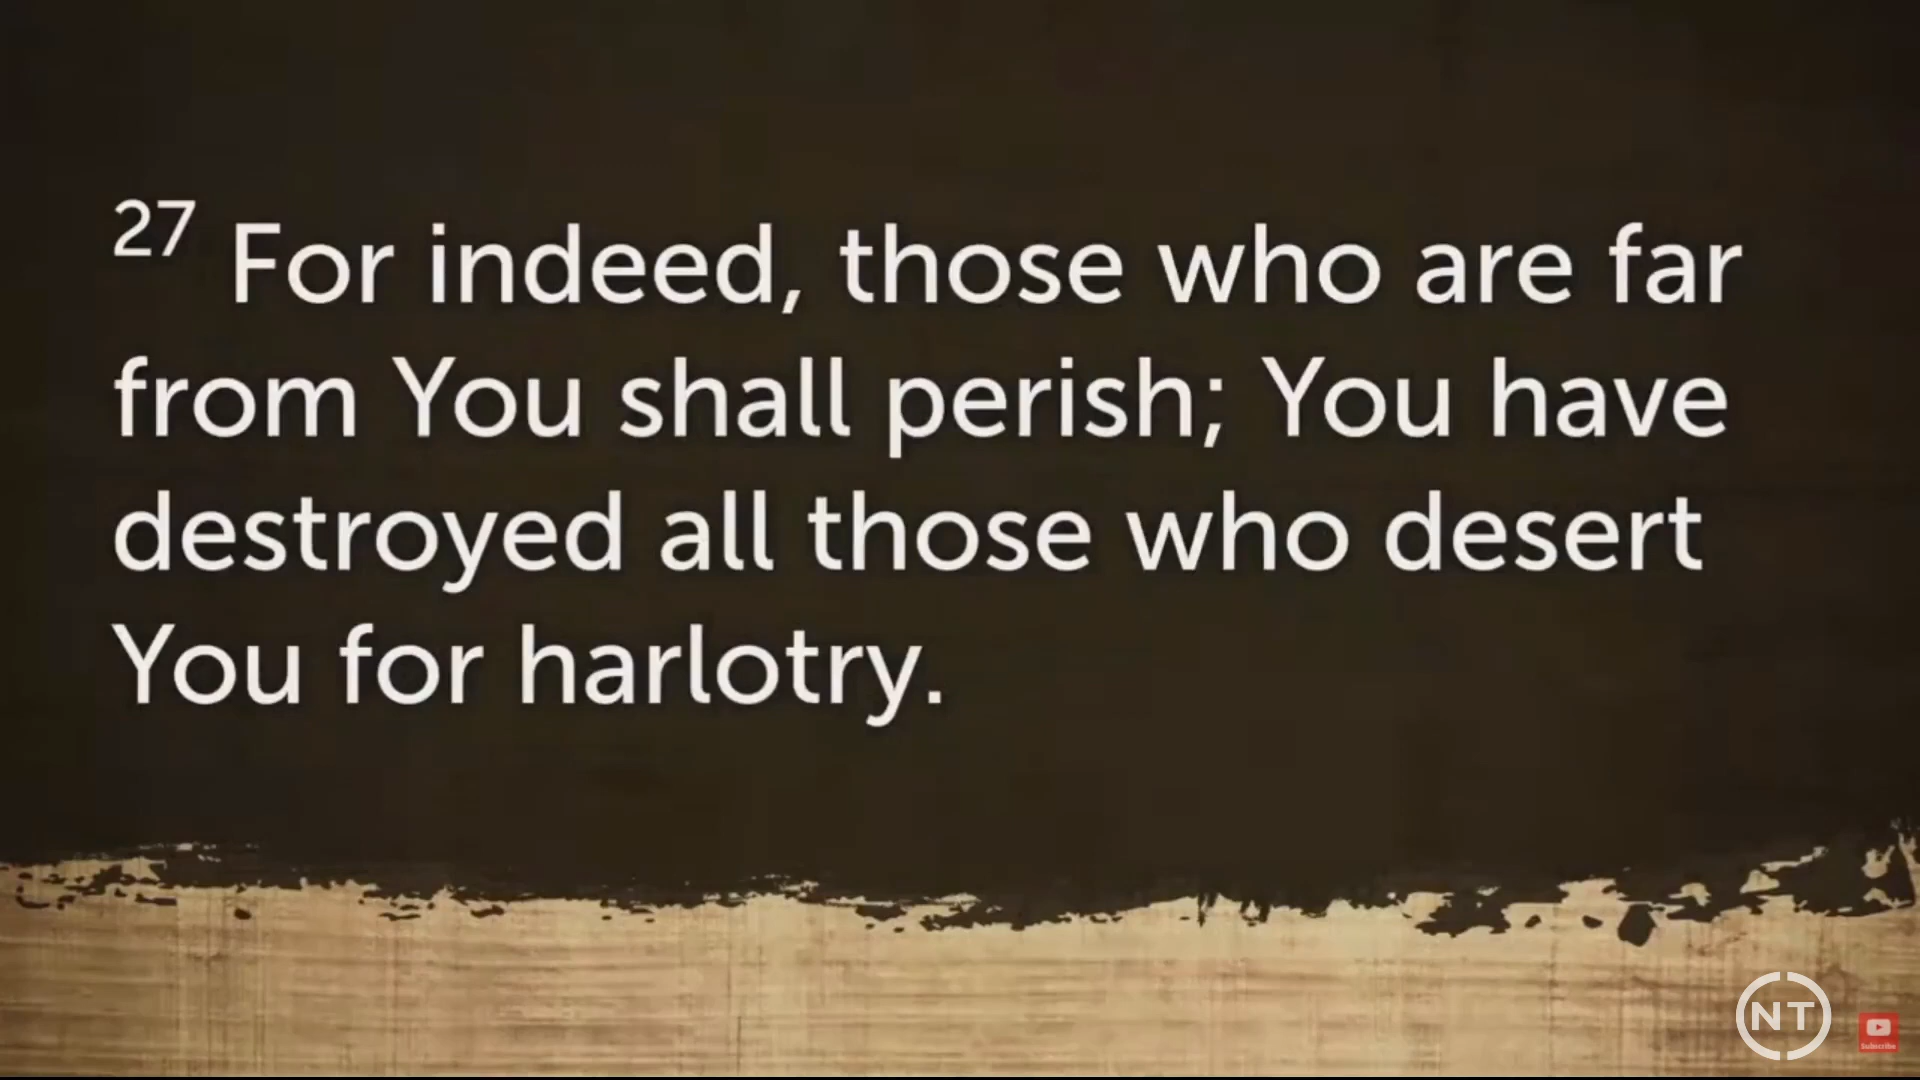 27 For indeed, those who are far
from You shall perish; You have
destroyed all those who desert
You for harlotry.
NT
Subscribe